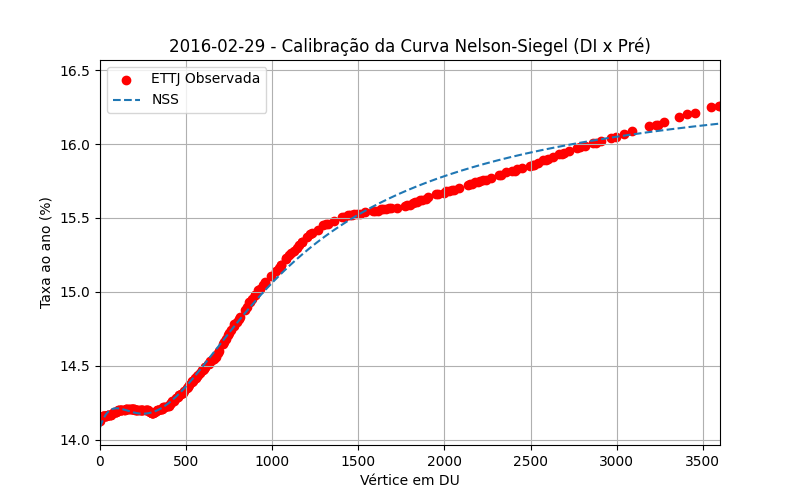 2016-02-29 - Calibração da Curva Nelson-Siegel (DI x Pré)
ETTJ Observada
NSS
Taxa ao ano (%)
16.5
16.0
15.5
15.0
14.5
14.0
0 500 1000 1500 2000 2500 3000 3500
Vértice em DU